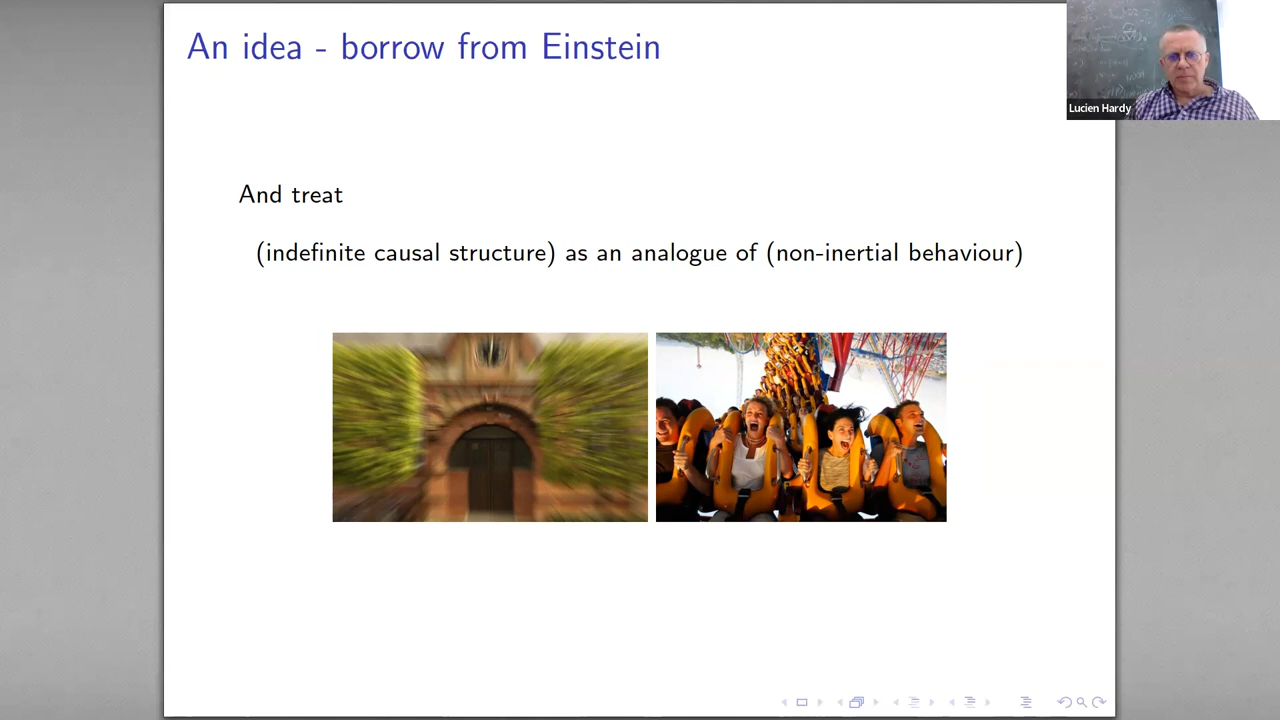 An idea - borrow from Einstein
Lucien Hardy
And treat
(indefinite causal structure) as an analogue of (non-inertial behaviour)